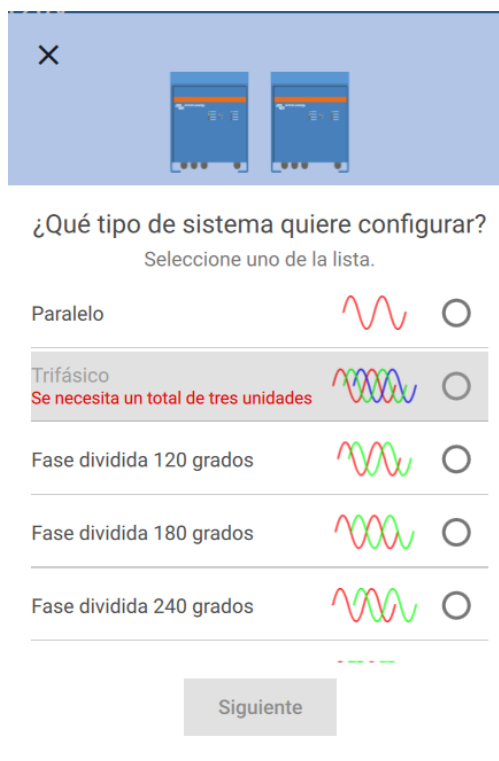 ¿Qué tipo de sistema quiere configurar?
Seleccione uno de la lista.
Paralelo
Trifásico
Se necesita un total de tres unidades
Fase dividida 120 grados
Fase dividida 180 grados
Fase dividida 240 grados
Siguiente